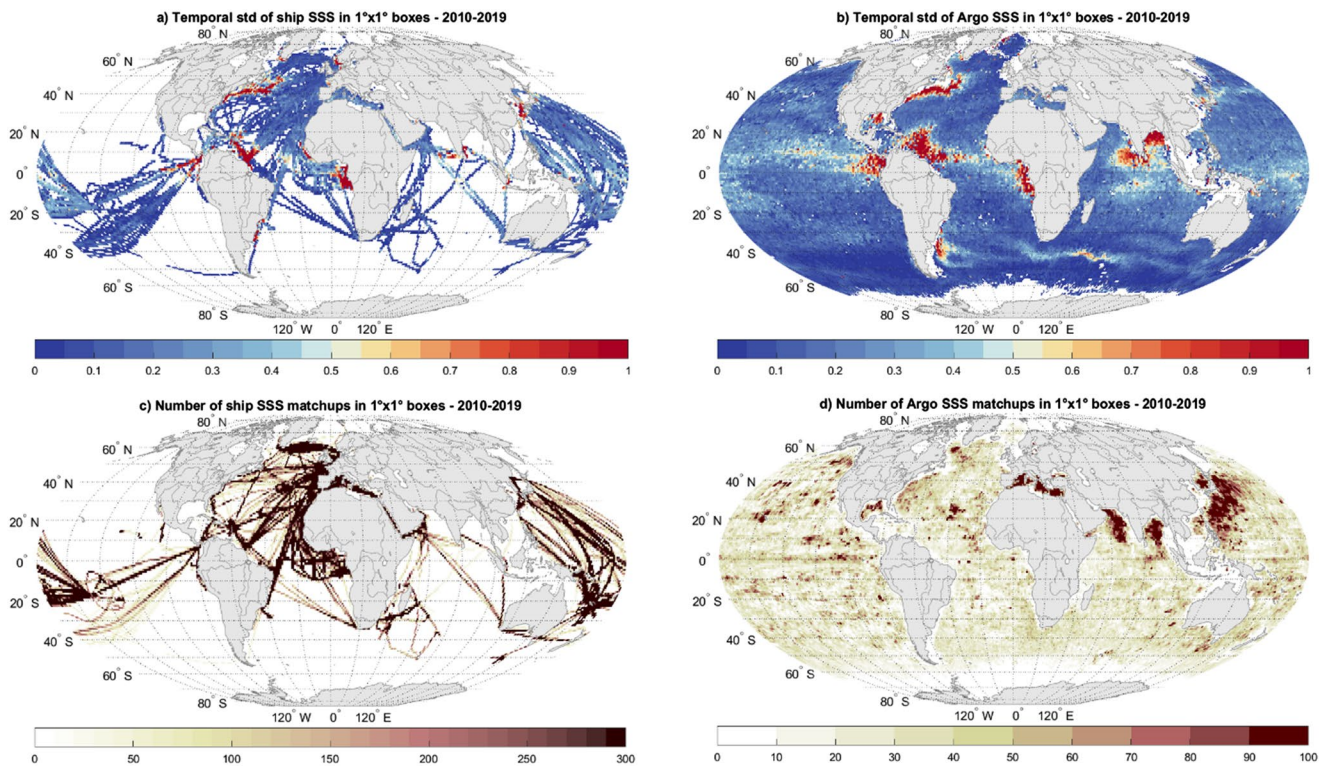 a) Temporal std of ship SSS in 1°x1° boxes - 2010-2019
80° N
60° N
40° N
20° N
0°
20° S
40° S
60° S
80° S
120° W 0° 120° E
0 0.1 0.2 0.3 0.4 0.5 0.6 0.7 0.8 0.9 1
b) Temporal std of Argo SSS in 1°x1° boxes - 2010-2019
80° N
60° N
40° N
20° N
0°
20° S
40° S
60° S
80° S
120° W 0° 120° E
0 0.1 0.2 0.3 0.4 0.5 0.6 0.7 0.8 0.9 1
c) Number of ship SSS matchups in 1°x1° boxes - 2010-2019
80° N
60° N
40° N
20° N
0°
20° S
40° S
60° S
80° S
120° W 0° 120° E
0 50 100 150 200 250 300
d) Number of Argo SSS matchups in 1°x1° boxes - 2010-2019
80° N
60° N
40° N
20° N
0°
20° S
40° S
60° S
80° S
120° W 0° 120° E
0 10 20 30 40 50 60 70 80 90 100